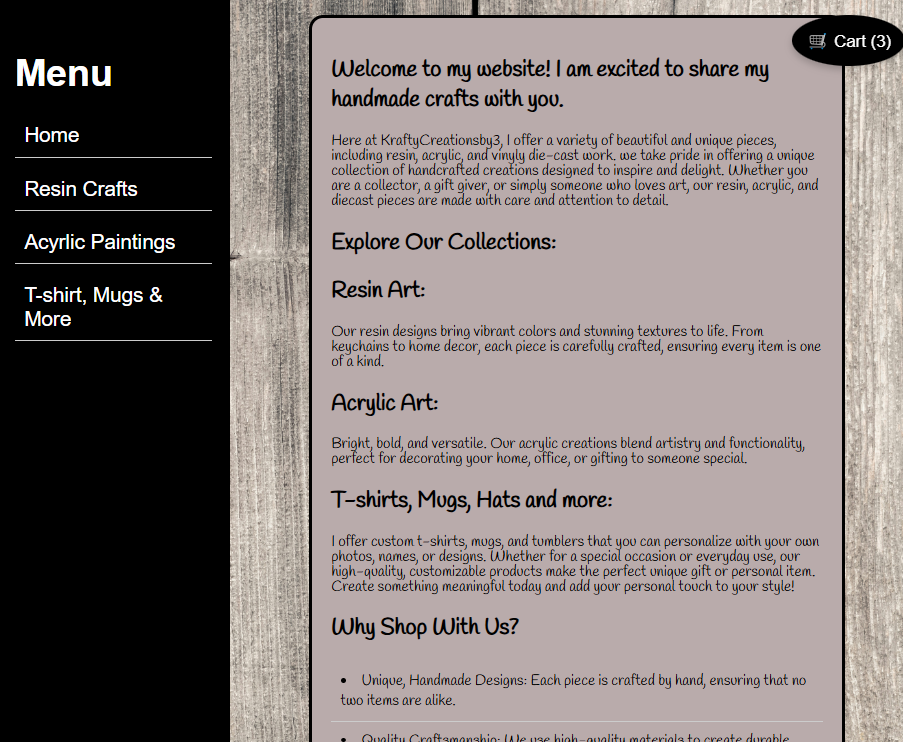 Menu
Home
Resin Crafts
Acyrlic Paintings
T-shirt, Mugs &
More
Cart (3)
Welcome to my website! I am excited to share my
handmade crafts with you.
Here at KraftyCreationsby3, I offer a variety of beautiful and unique pieces,
including resin, acrylic, and vinyly die-cast work. we take pride in offering a unique
collection of handcrafted creations designed to inspire and delight. Whether you
are a collector, a gift giver, or simply someone who loves art, our resin, acrylic, and
diecast pieces are made with care and attention to detail.
Explore Our Collections:
Resin Art:
Our resin designs bring vibrant colors and stunning textures to life. From
keychains to home decor, each piece is carefully crafted, ensuring every item is one
of a kind.
Acrylic Art:
Bright, bold, and versatile. Our acrylic creations blend artistry and functionality,
perfect for decorating your home, office, or gifting to someone special.
T-shirts, Mugs, Hats and more:
I offer custom t-shirts, mugs, and tumblers that you can personalize with your own
photos, names, or designs. Whether for a special occasion or everyday use, our
high-quality, customizable products make the perfect unique gift or personal item.
Create something meaningful today and add your personal touch to your style!
Why Shop With Us?
• Unique, Handmade Designs: Each piece is crafted by hand, ensuring that no
two items are alike.
• Quality Craftsmanship: We use high-quality materials to create durable,